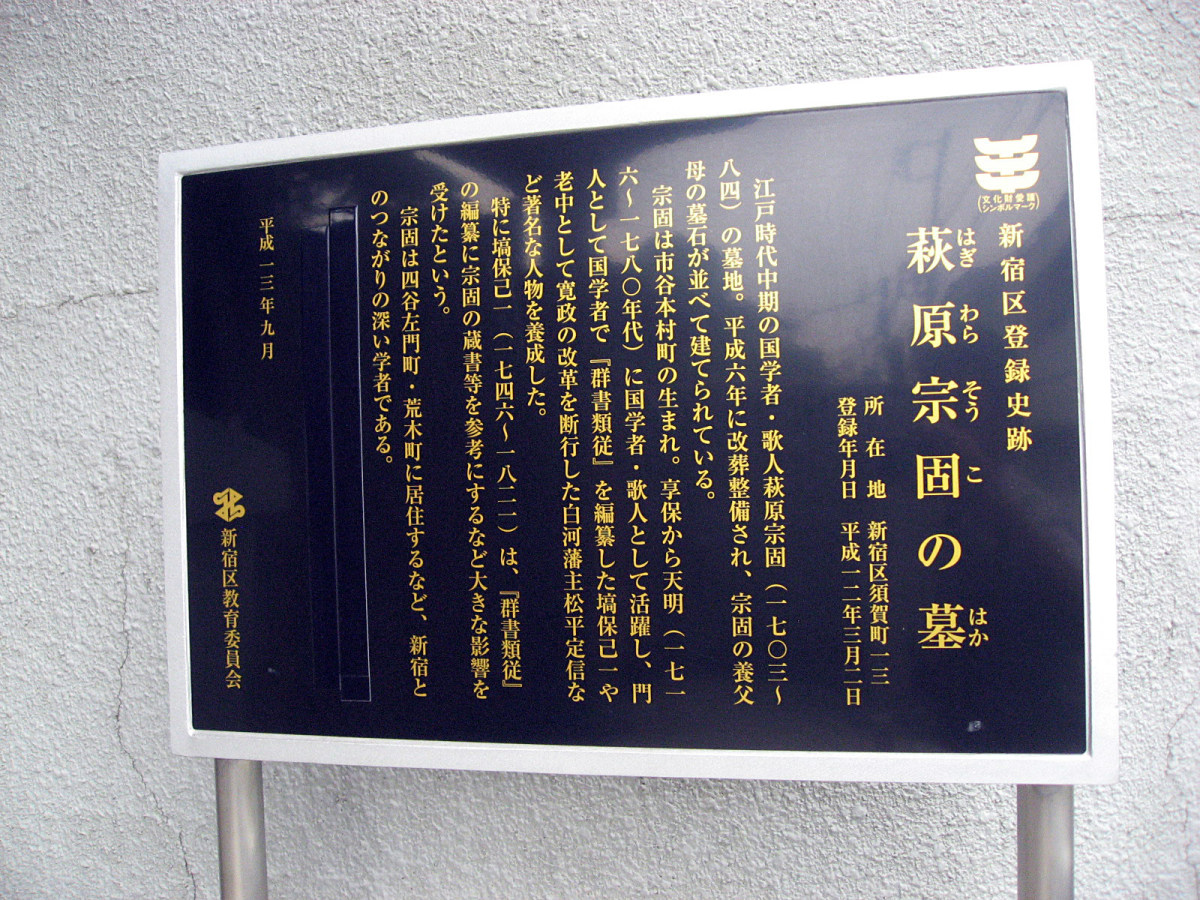 (文化財愛護
シンボルマーク)
新宿区登録史跡
はぎ わら そう こ はか
萩原宗固の墓
所在地 新宿区須賀町一三
登録年月日 平成一二年三月二日
江戸時代中期の国学者・歌人萩原宗固(一七〇三〜
八四)の墓地。平成六年に改葬整備され、宗固の養父
母の墓石が並べて建てられている。
宗固は市谷本村町の生まれ。享保から天明(一七一
六〜一七八〇年代)に国学者・歌人として活躍し、門
人として国学者で『群書類従』を編纂した塙保己一や
老中として寛政の改革を断行した白河藩主松平定信な
ど著名な人物を養成した。
特に塙保己一(一七四六〜一八二一)は、『群書類従』
の編纂に宗固の蔵書等を参考にするなど大きな影響を
受けたという。
宗固は四谷左門町・荒木町に居住するなど、新宿と
のつながりの深い学者である。
平成一三年九月
新宿区教育委員会